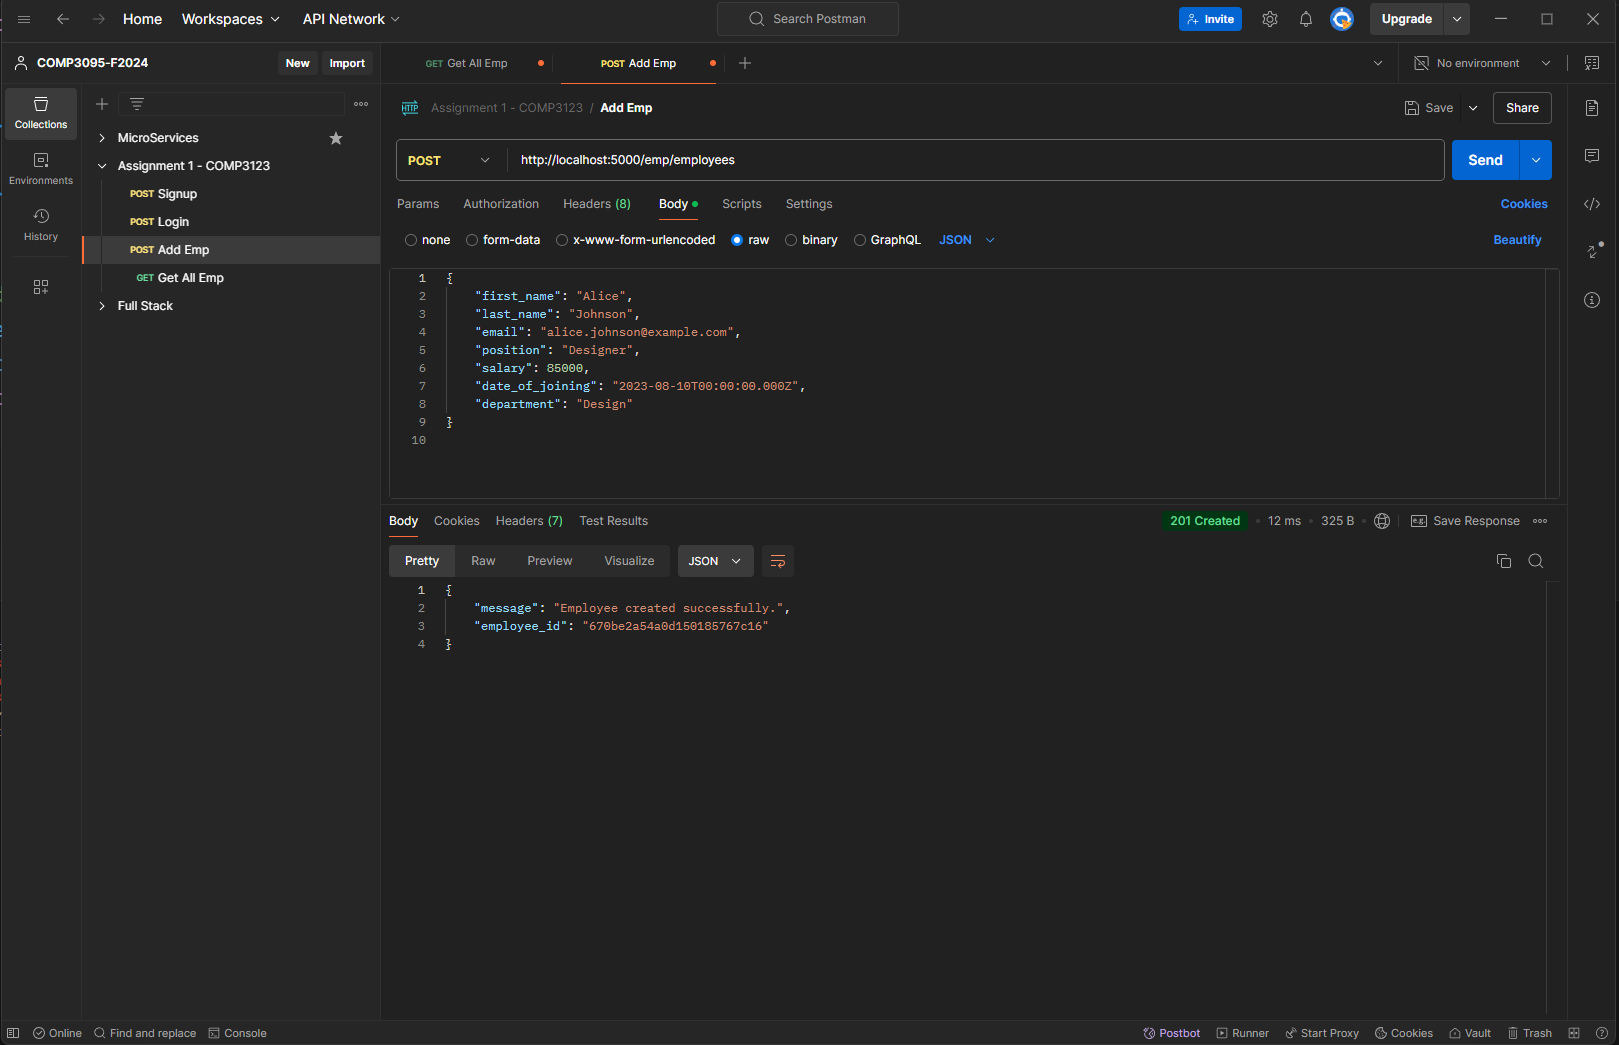 Home Workspaces API Network Search Postman Invite Upgrade
COMP3095-F2024 New Import GET Get All Emp POST Add Emp No environment
Collections
Environments
History
MicroServices
Assignment 1 - COMP3123
POST Signup
POST Login
POST Add Emp
GET Get All Emp
Full Stack
HTTP Assignment 1 - COMP3123 / Add Emp Save Share
POST http://localhost:5000/emp/employees Send
Params Authorization Headers (8) Body Scripts Settings Cookies
none form-data x-www-form-urlencoded raw binary GraphQL JSON Beautify
1 {
2 "first_name": "Alice",
3 "last_name": "Johnson",
4 "email": "alice.johnson@example.com",
5 "position": "Designer",
6 "salary": 85000,
7 "date_of_joining": "2023-08-10T00:00:00.000Z",
8 "department": "Design"
9 }
10
Body Cookies Headers (7) Test Results 201 Created 12 ms 325 B e.g. Save Response
Pretty Raw Preview Visualize JSON
1 {
2 "message": "Employee created successfully.",
3 "employee_id": "670be2a54a0d150185767c16"
4 }
Online Find and replace Console Postbot Runner Start Proxy Cookies Vault Trash